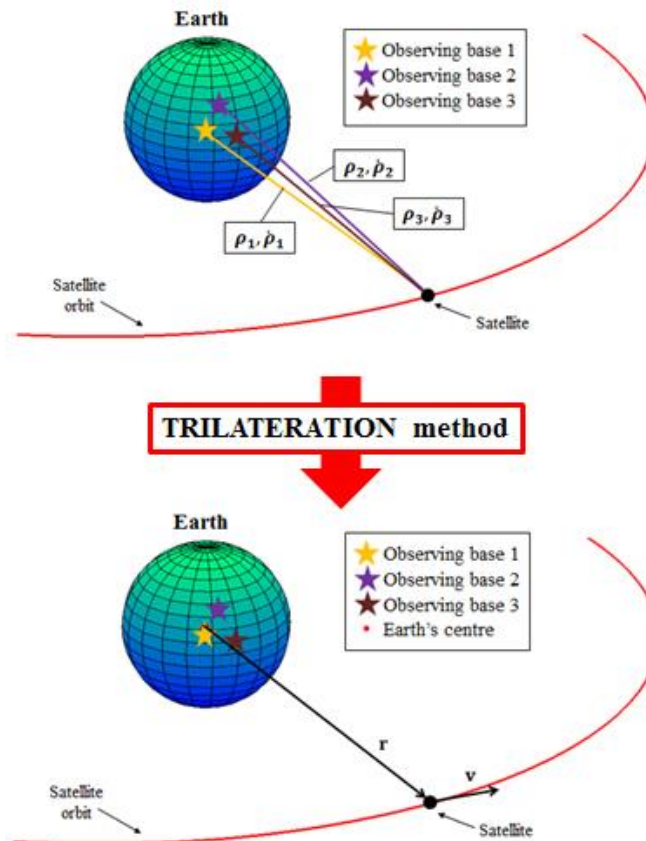 Earth
Observing base 1
Observing base 2
Observing base 3
ρ₂, ρ̇₂
ρ₃, ρ̇₃
ρ₁, ρ̇₁
Satellite
orbit
Satellite
TRILATERATION method
Earth
Observing base 1
Observing base 2
Observing base 3
Earth's centre
r
v
Satellite
orbit
Satellite